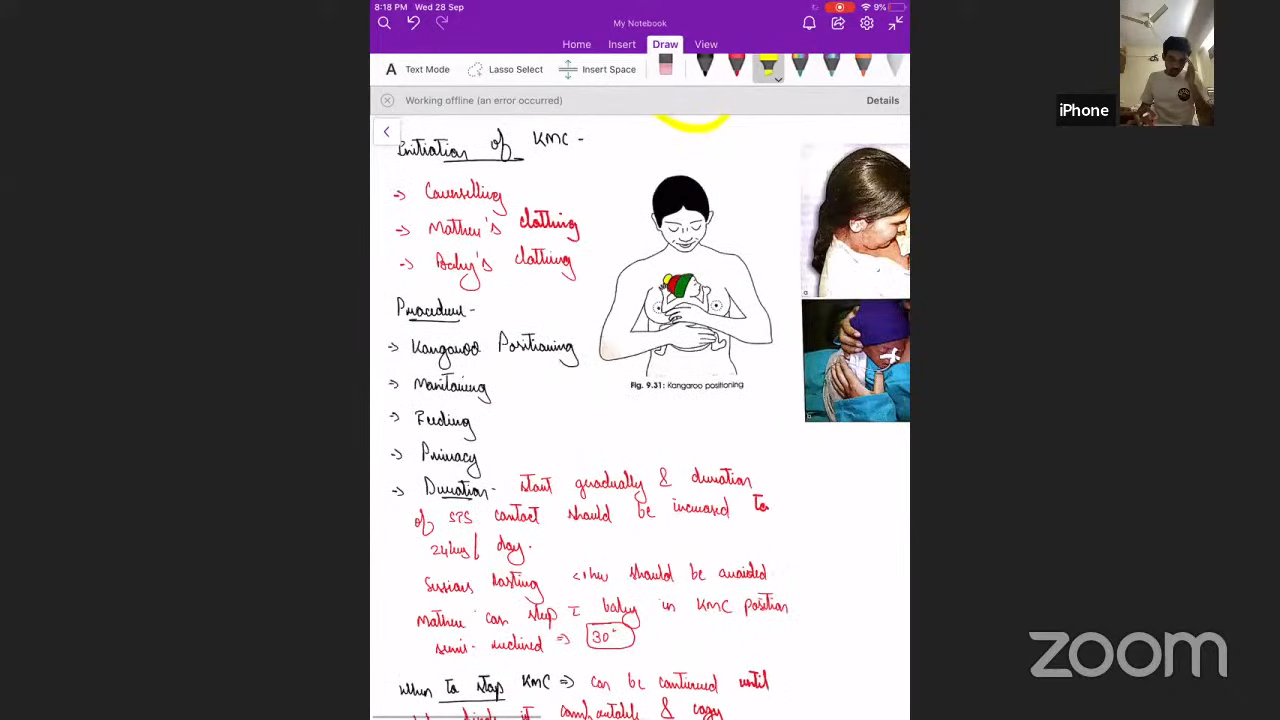 8:18 PM Wed 28 Sep
9%
My Notebook
Home Insert Draw View
Text Mode Lasso Select Insert Space
Working offline (an error occurred) Details
iPhone
Initiation of KMC -
→ Counselling
→ Mother's clothing
→ Baby's clothing
Procedure -
→ Kangaroo Positioning
→ Monitoring
→ Feeding
→ Privacy
→ Duration - start gradually & duration
of STS contact should be increased to
24hrs/ day.
Sessions lasting <1hr should be avoided
Mother can sleep c baby in KMC position
semi-reclined ⇒ 30°
Fig. 9.31: Kangaroo positioning
a
b
When to stop KMC ⇒ can be continued until
it comfortable & cozy
zoom